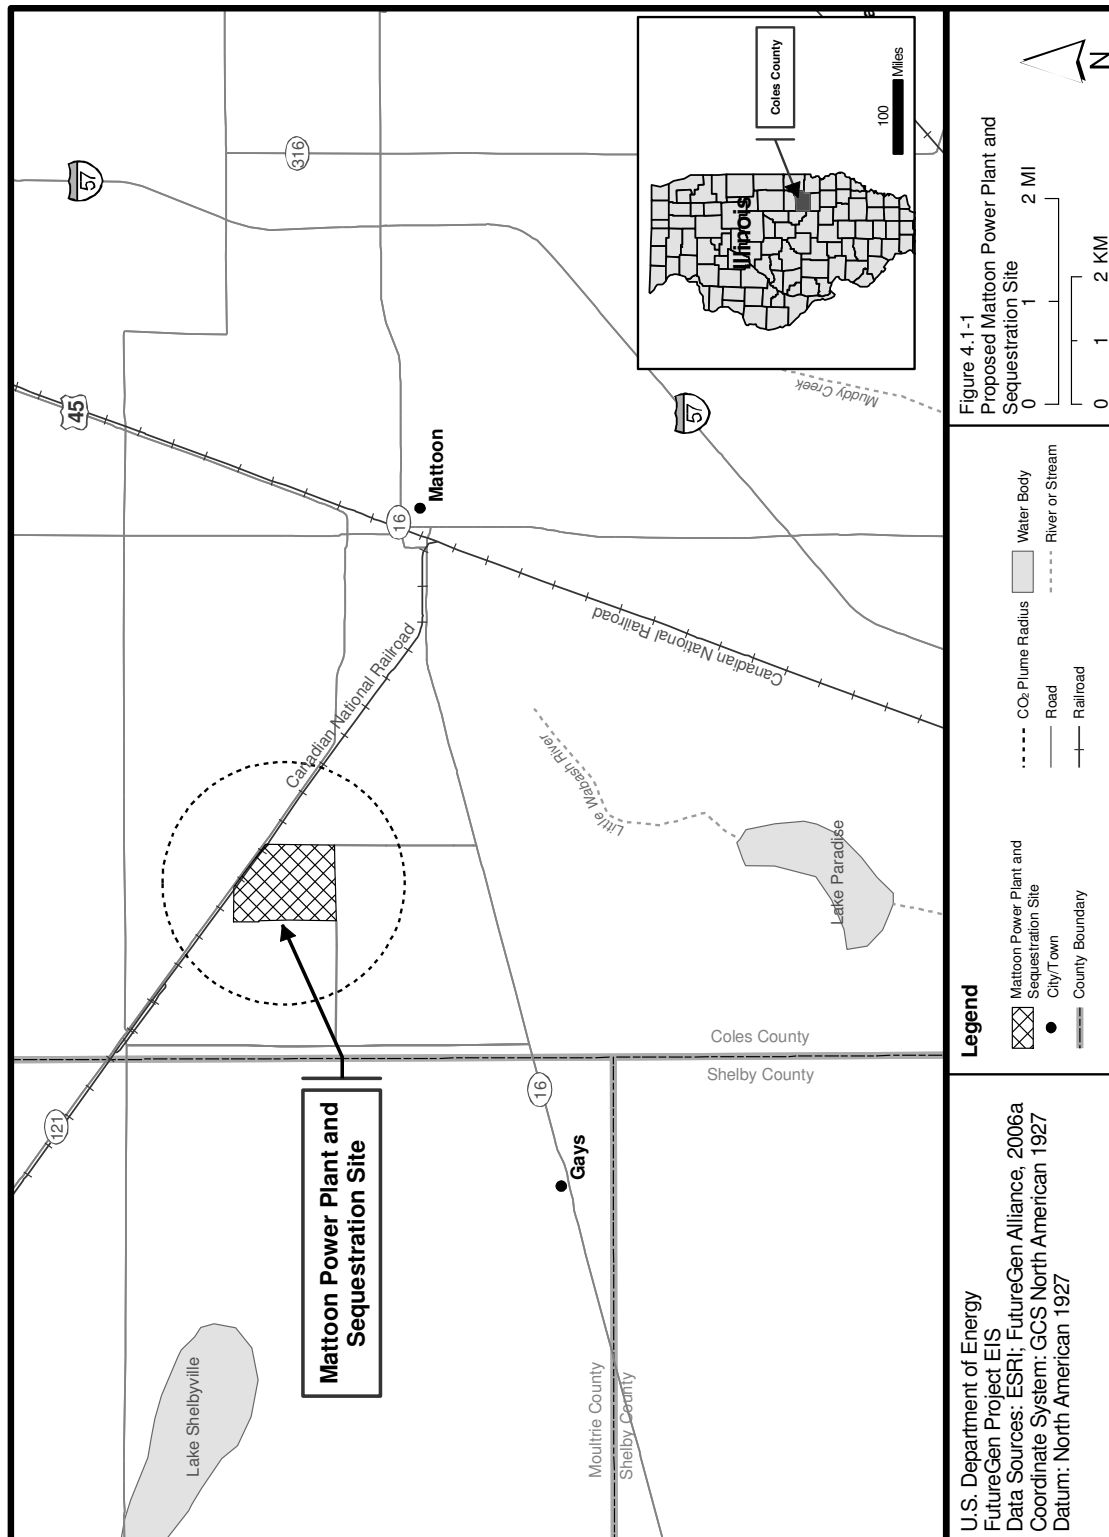 Lake Shelbyville
121
Mattoon Power Plant and
Sequestration Site
Canadian National Railroad
45
57
316
16
Mattoon
16
Gays
Moultrie County
Shelby County
Coles County
Shelby County
Little Wabash River
Lake Paradise
Canadian National Railroad
57
Muddy Creek
Coles County
Illinois
100
Miles
U.S. Department of Energy
FutureGen Project EIS
Data Sources: ESRI; FutureGen Alliance, 2006a
Coordinate System: GCS North American 1927
Datum: North American 1927
Legend
Mattoon Power Plant and
Sequestration Site
City/Town
County Boundary
CO₂ Plume Radius
Road
Railroad
Water Body
River or Stream
Figure 4.1-1
Proposed Mattoon Power Plant and
Sequestration Site
0 1 2 MI
0 1 2 KM
N